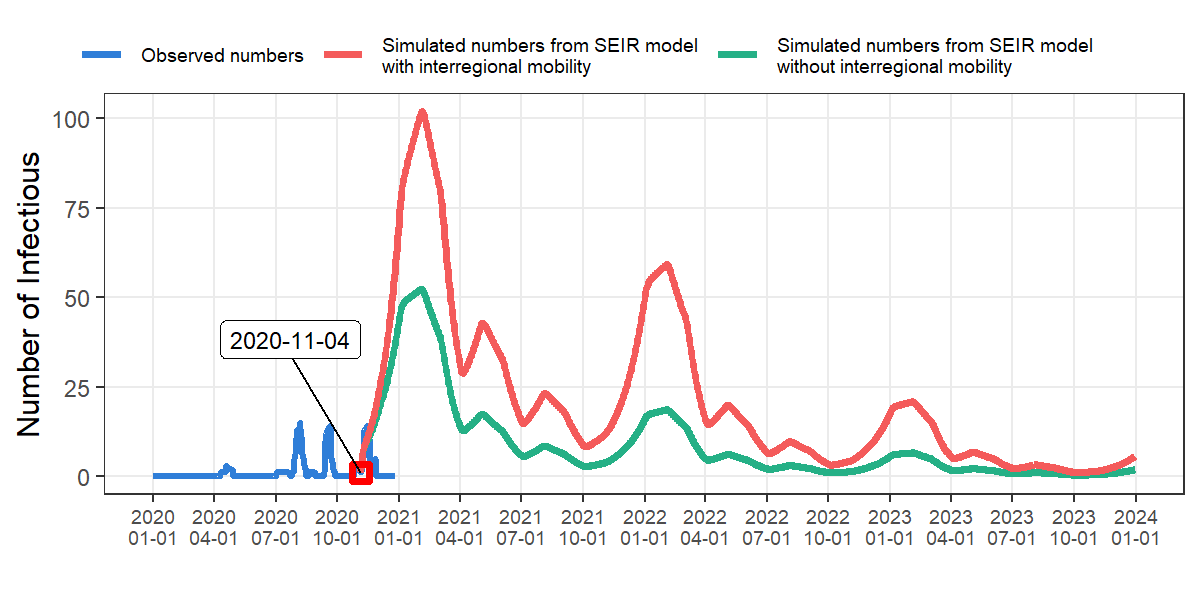 Observed numbers
Simulated numbers from SEIR model
with interregional mobility
Simulated numbers from SEIR model
without interregional mobility
Number of Infectious
100
75
50
25
0
2020-11-04
2020 2020 2020 2020 2021 2021 2021 2021 2022 2022 2022 2022 2023 2023 2023 2023 2024
01-01 04-01 07-01 10-01 01-01 04-01 07-01 10-01 01-01 04-01 07-01 10-01 01-01 04-01 07-01 10-01 01-01